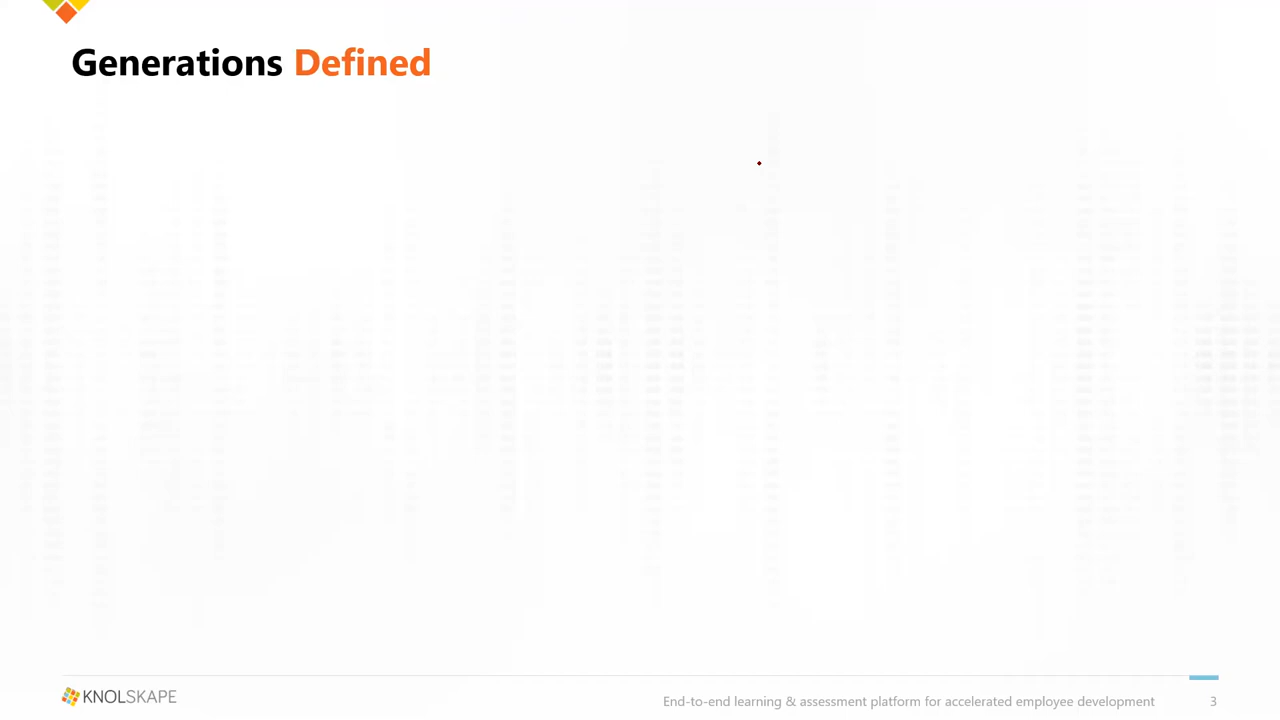 Generations Defined
KNOLSKAPE
End-to-end learning & assessment platform for accelerated employee development
3